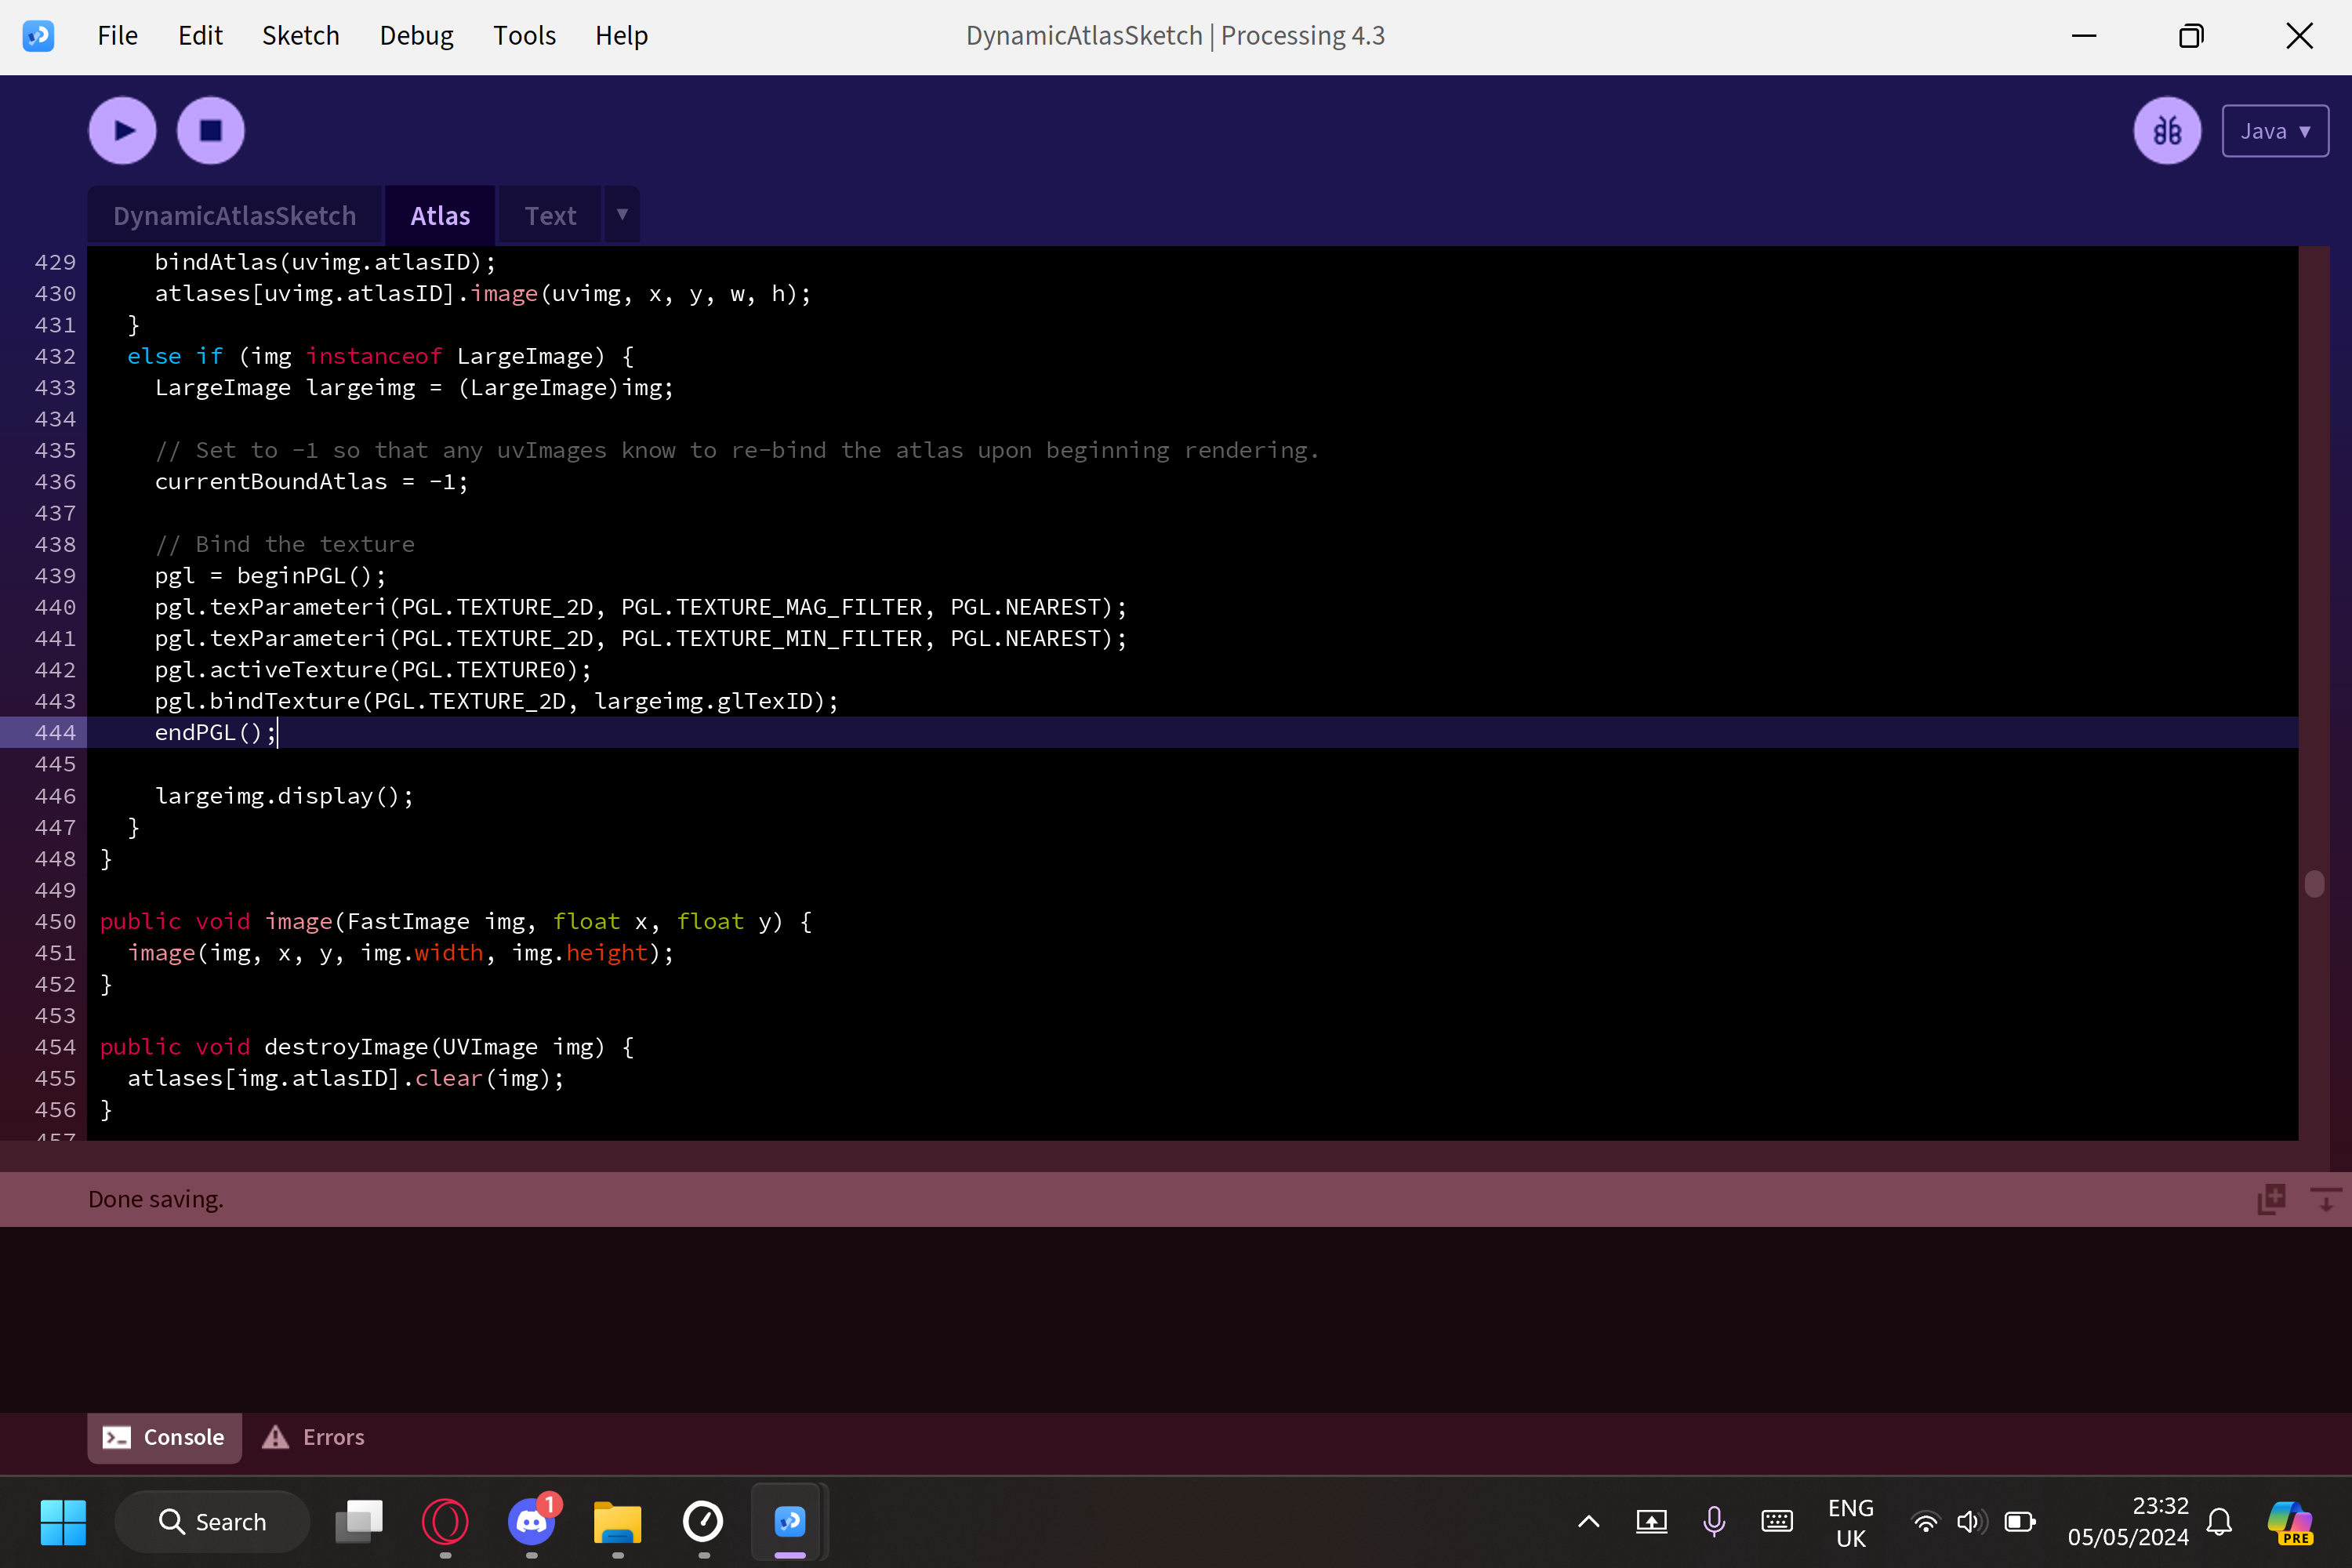 File Edit Sketch Debug Tools Help DynamicAtlasSketch | Processing 4.3
Java ▼
DynamicAtlasSketch Atlas Text ▼
429 bindAtlas(uvimg.atlasID);
430 atlases[uvimg.atlasID].image(uvimg, x, y, w, h);
431 }
432 else if (img instanceof LargeImage) {
433 LargeImage largeimg = (LargeImage)img;
434
435 // Set to -1 so that any uvImages know to re-bind the atlas upon beginning rendering.
436 currentBoundAtlas = -1;
437
438 // Bind the texture
439 pgl = beginPGL();
440 pgl.texParameteri(PGL.TEXTURE_2D, PGL.TEXTURE_MAG_FILTER, PGL.NEAREST);
441 pgl.texParameteri(PGL.TEXTURE_2D, PGL.TEXTURE_MIN_FILTER, PGL.NEAREST);
442 pgl.activeTexture(PGL.TEXTURE0);
443 pgl.bindTexture(PGL.TEXTURE_2D, largeimg.glTexID);
444 endPGL();
445
446 largeimg.display();
447 }
448 }
449
450 public void image(FastImage img, float x, float y) {
451 image(img, x, y, img.width, img.height);
452 }
453
454 public void destroyImage(UVImage img) {
455 atlases[img.atlasID].clear(img);
456 }
457
Done saving.
Console Errors
Search
1
ENG
UK
23:32
05/05/2024
PRE